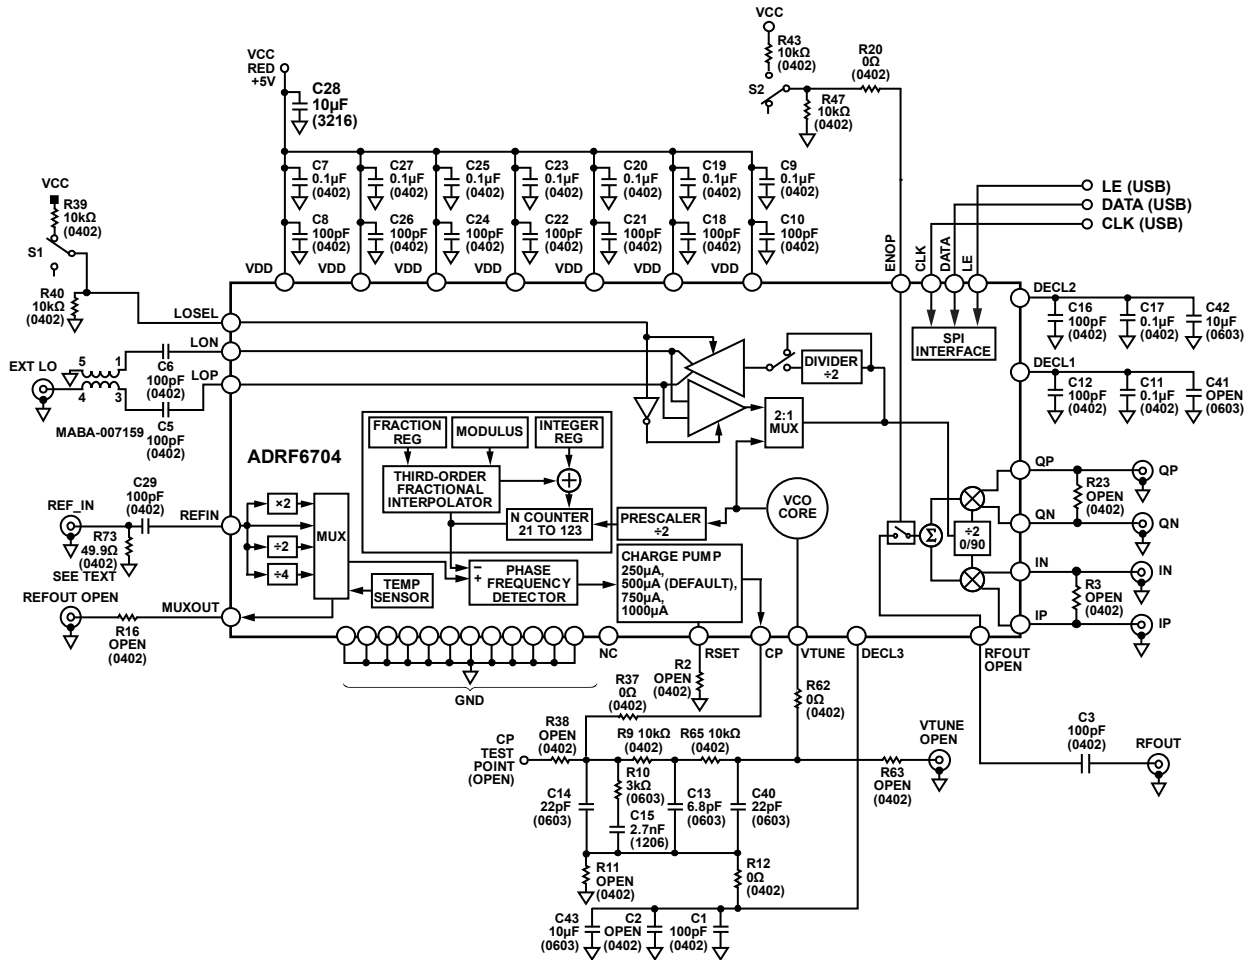 VCC
R43
10kΩ
(0402)
S2
R47
10kΩ
(0402)
R20
0Ω
(0402)
VCC
RED
+5V
C28
10µF
(3216)
C7
0.1µF
(0402)
C27
0.1µF
(0402)
C25
0.1µF
(0402)
C23
0.1µF
(0402)
C20
0.1µF
(0402)
C19
0.1µF
(0402)
C9
0.1µF
(0402)
C8
100pF
(0402)
C26
100pF
(0402)
C24
100pF
(0402)
C22
100pF
(0402)
C21
100pF
(0402)
C18
100pF
(0402)
C10
100pF
(0402)
VDD
VDD
VDD
VDD
VDD
VDD
VDD
ENOP
CLK
DATA
LE
LE (USB)
DATA (USB)
CLK (USB)
VCC
R39
10kΩ
(0402)
S1
R40
10kΩ
(0402)
LOSEL
LON
LOP
EXT LO
5
1
4
3
C6
100pF
(0402)
C5
100pF
(0402)
MABA-007159
DECL2
C16
100pF
(0402)
C17
0.1µF
(0402)
C42
10µF
(0603)
DECL1
C12
100pF
(0402)
C11
0.1µF
(0402)
C41
OPEN
(0603)
SPI
INTERFACE
DIVIDER
÷2
2:1
MUX
ADRF6704
FRACTION
REG
MODULUS
INTEGER
REG
THIRD-ORDER
FRACTIONAL
INTERPOLATOR
+
N COUNTER
21 TO 123
PRESCALER
÷2
VCO
CORE
C29
100pF
(0402)
REF_IN
R73
49.9Ω
(0402)
SEE TEXT
REFIN
×2
÷2
÷4
MUX
TEMP
SENSOR
−
+
PHASE
FREQUENCY
DETECTOR
CHARGE PUMP
250µA,
500µA (DEFAULT),
750µA,
1000µA
Σ
÷2
0/90
QP
QN
IN
IP
R23
OPEN
(0402)
R3
OPEN
(0402)
QP
QN
IN
IP
REFOUT OPEN
R16
OPEN
(0402)
MUXOUT
NC
GND
RSET
CP
VTUNE
DECL3
RFOUT
OPEN
R2
OPEN
(0402)
R37
0Ω
(0402)
R62
0Ω
(0402)
CP
TEST
POINT
(OPEN)
R38
OPEN
(0402)
R9 10kΩ
(0402)
R65 10kΩ
(0402)
R10
3kΩ
(0603)
C14
22pF
(0603)
C15
2.7nF
(1206)
C13
6.8pF
(0603)
C40
22pF
(0603)
R63
OPEN
(0402)
VTUNE
OPEN
C3
100pF
(0402)
RFOUT
R11
OPEN
(0402)
R12
0Ω
(0402)
C43
10µF
(0603)
C2
OPEN
(0402)
C1
100pF
(0402)